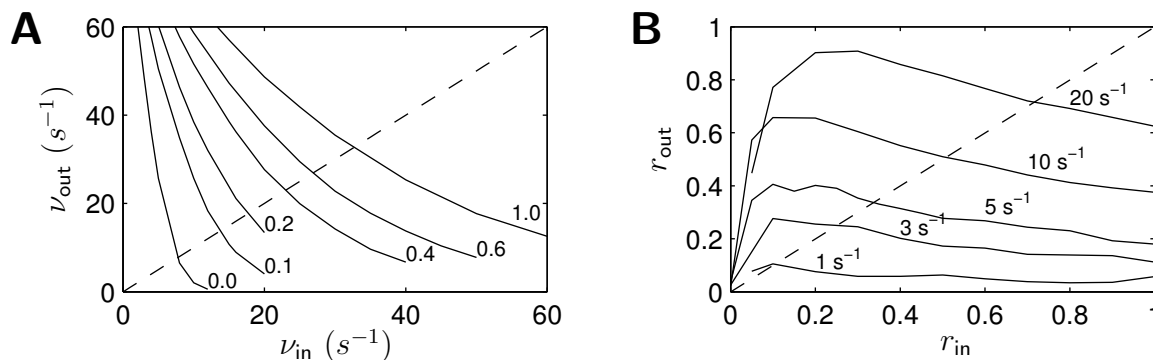 A
60
40
20
0
ν_out (s⁻¹)
0.0
0.1
0.2
0.4
0.6
1.0
0 20 40 60
ν_in (s⁻¹)
B
1
0.8
0.6
0.4
0.2
0
r_out
20 s⁻¹
10 s⁻¹
5 s⁻¹
3 s⁻¹
1 s⁻¹
0 0.2 0.4 0.6 0.8 1
r_in